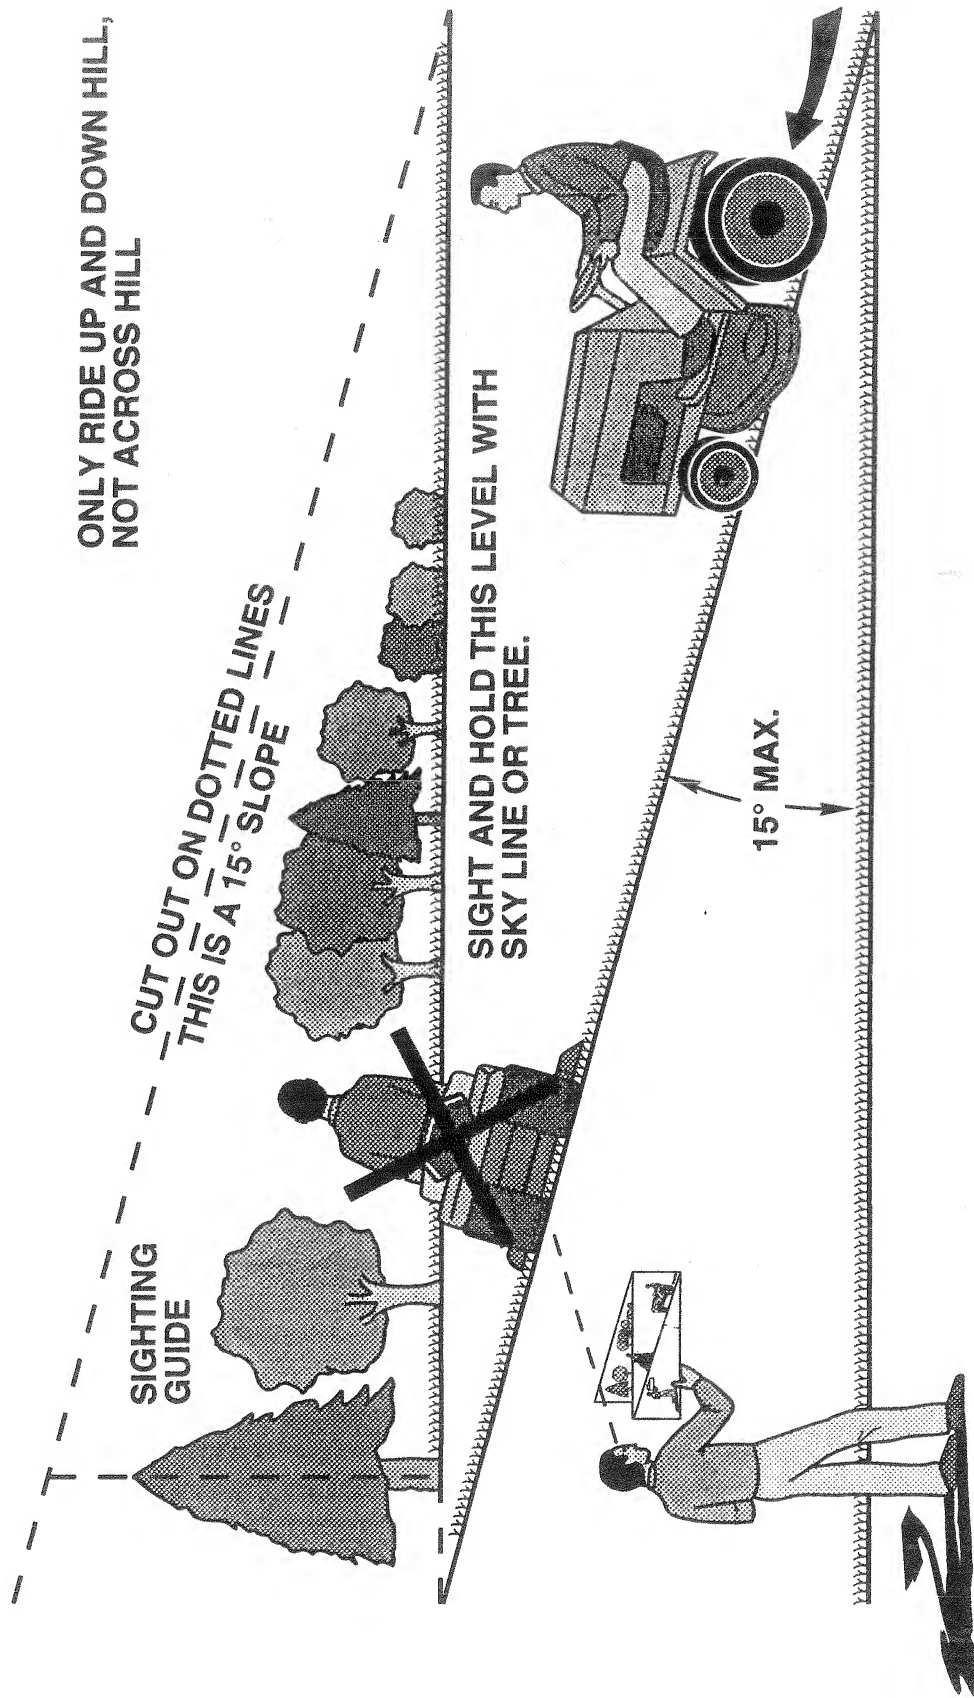 ONLY RIDE UP AND DOWN HILL,
NOT ACROSS HILL
CUT OUT ON DOTTED LINES
THIS IS A 15° SLOPE
SIGHTING
GUIDE
SIGHT AND HOLD THIS LEVEL WITH
SKY LINE OR TREE.
15° MAX.